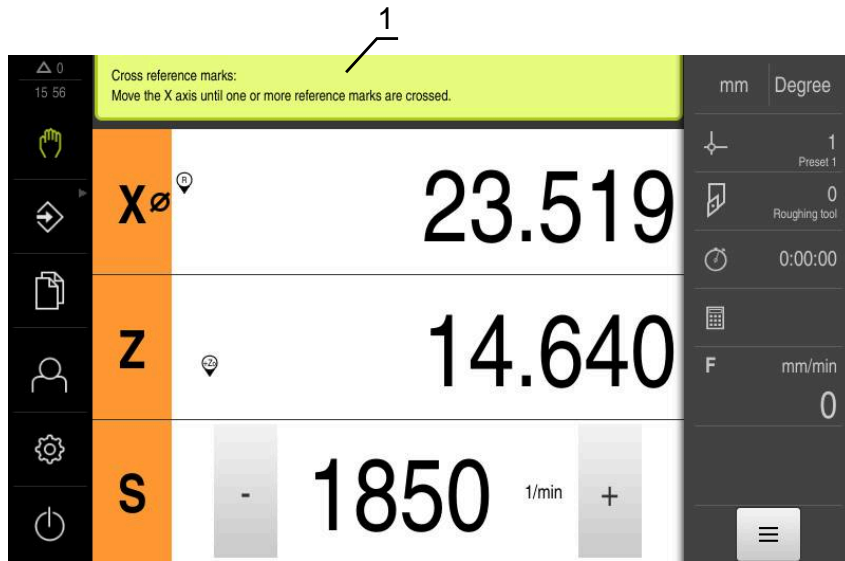 1
0
15 56
Cross reference marks:
Move the X axis until one or more reference marks are crossed.
mm Degree
XØ R 23.519
Z +Zo 14.640
S - 1850 1/min +
1
Preset 1
0
Roughing tool
0:00:00
F mm/min
0